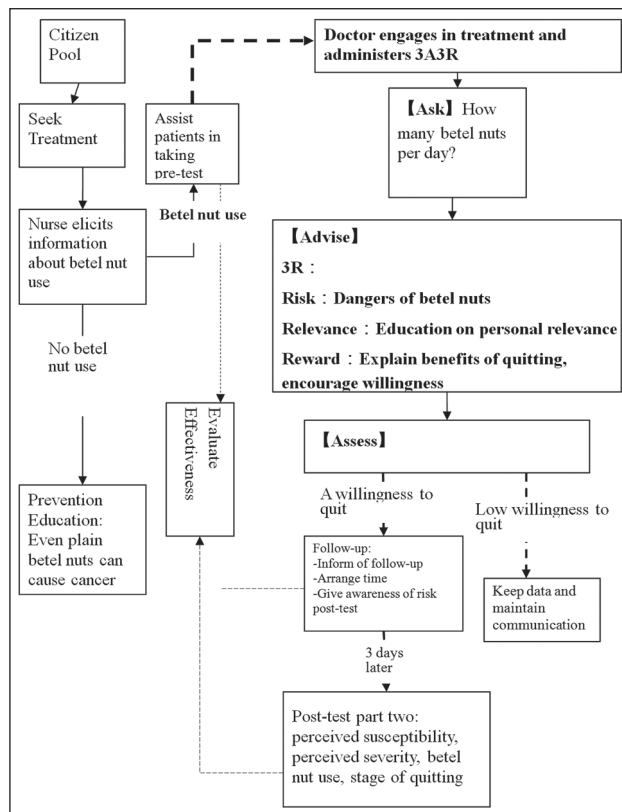 Citizen
Pool
Seek
Treatment
Nurse elicits
information
about betel nut
use
No betel
nut use
Prevention
Education:
Even plain
betel nuts can
cause cancer
Assist
patients in
taking
pre-test
Betel nut use
Evaluate
Effectiveness
Doctor engages in treatment and
administers 3A3R
【Ask】How
many betel nuts
per day?
【Advise】
3R：
Risk：Dangers of betel nuts
Relevance：Education on personal relevance
Reward：Explain benefits of quitting,
encourage willingness
【Assess】
A willingness to
quit
Low willingness to
quit
Follow-up:
-Inform of follow-up
-Arrange time
-Give awareness of risk
post-test
Keep data and
maintain
communication
3 days
later
Post-test part two:
perceived susceptibility,
perceived severity, betel
nut use, stage of quitting